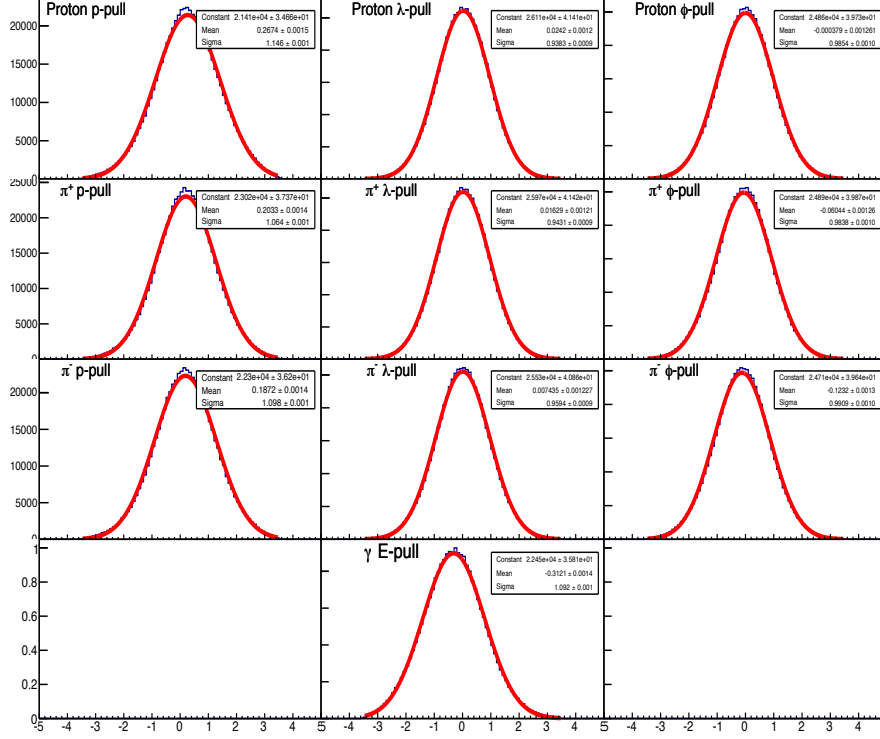 Proton p-pull
Constant 2.141e+04 ± 3.466e+01
Mean 0.2674 ± 0.0015
Sigma 1.146 ± 0.001
Proton λ-pull
Constant 2.611e+04 ± 4.141e+01
Mean 0.0242 ± 0.0012
Sigma 0.9383 ± 0.0009
Proton ϕ-pull
Constant 2.486e+04 ± 3.973e+01
Mean -0.000379 ± 0.001261
Sigma 0.9854 ± 0.0010
20000
15000
10000
5000
0
25000
π⁺ p-pull
Constant 2.302e+04 ± 3.737e+01
Mean 0.2033 ± 0.0014
Sigma 1.064 ± 0.001
π⁺ λ-pull
Constant 2.597e+04 ± 4.142e+01
Mean 0.01629 ± 0.00121
Sigma 0.9431 ± 0.0009
π⁺ ϕ-pull
Constant 2.489e+04 ± 3.987e+01
Mean -0.06044 ± 0.00126
Sigma 0.9838 ± 0.0010
20000
15000
10000
5000
0
π⁻ p-pull
Constant 2.23e+04 ± 3.62e+01
Mean 0.1872 ± 0.0014
Sigma 1.098 ± 0.001
π⁻ λ-pull
Constant 2.553e+04 ± 4.086e+01
Mean 0.007435 ± 0.001227
Sigma 0.9594 ± 0.0009
π⁻ ϕ-pull
Constant 2.471e+04 ± 3.964e+01
Mean -0.1232 ± 0.0013
Sigma 0.9909 ± 0.0010
20000
15000
10000
5000
0
γ E-pull
Constant 2.245e+04 ± 3.581e+01
Mean -0.3121 ± 0.0014
Sigma 1.092 ± 0.001
1
0.8
0.6
0.4
0.2
0
-5 -4 -3 -2 -1 0 1 2 3 4 5 -4 -3 -2 -1 0 1 2 3 4 5 -4 -3 -2 -1 0 1 2 3 4